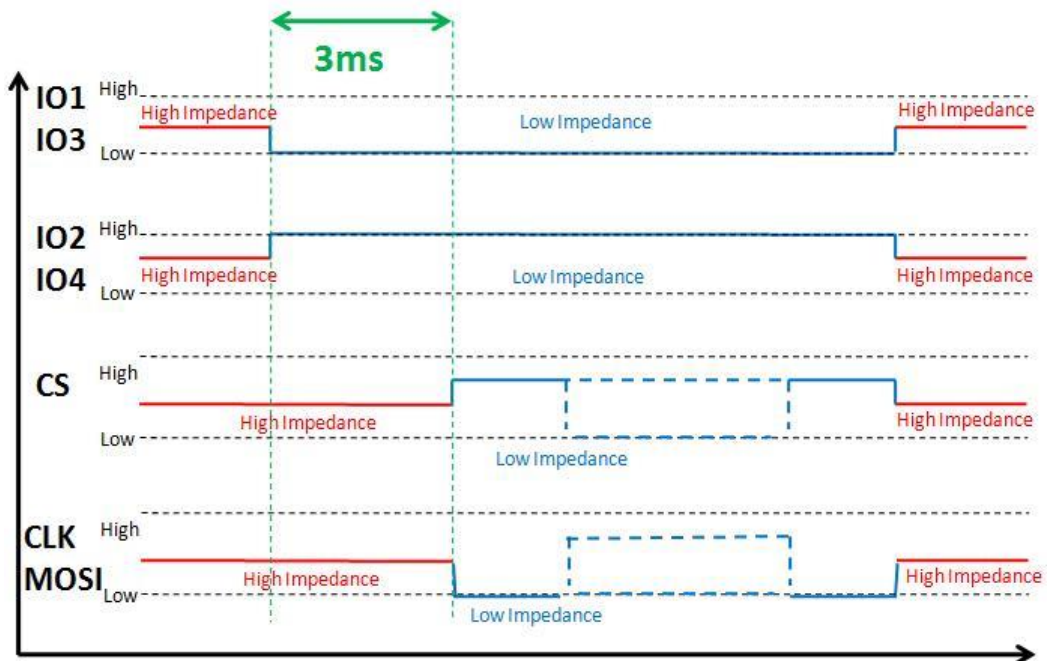 3ms
IO1 High
High Impedance Low Impedance High Impedance
IO3
Low
IO2 High
High Impedance Low Impedance High Impedance
IO4
Low
CS High
High Impedance High Impedance
Low
Low Impedance
CLK High
High Impedance High Impedance
MOSI Low
Low Impedance